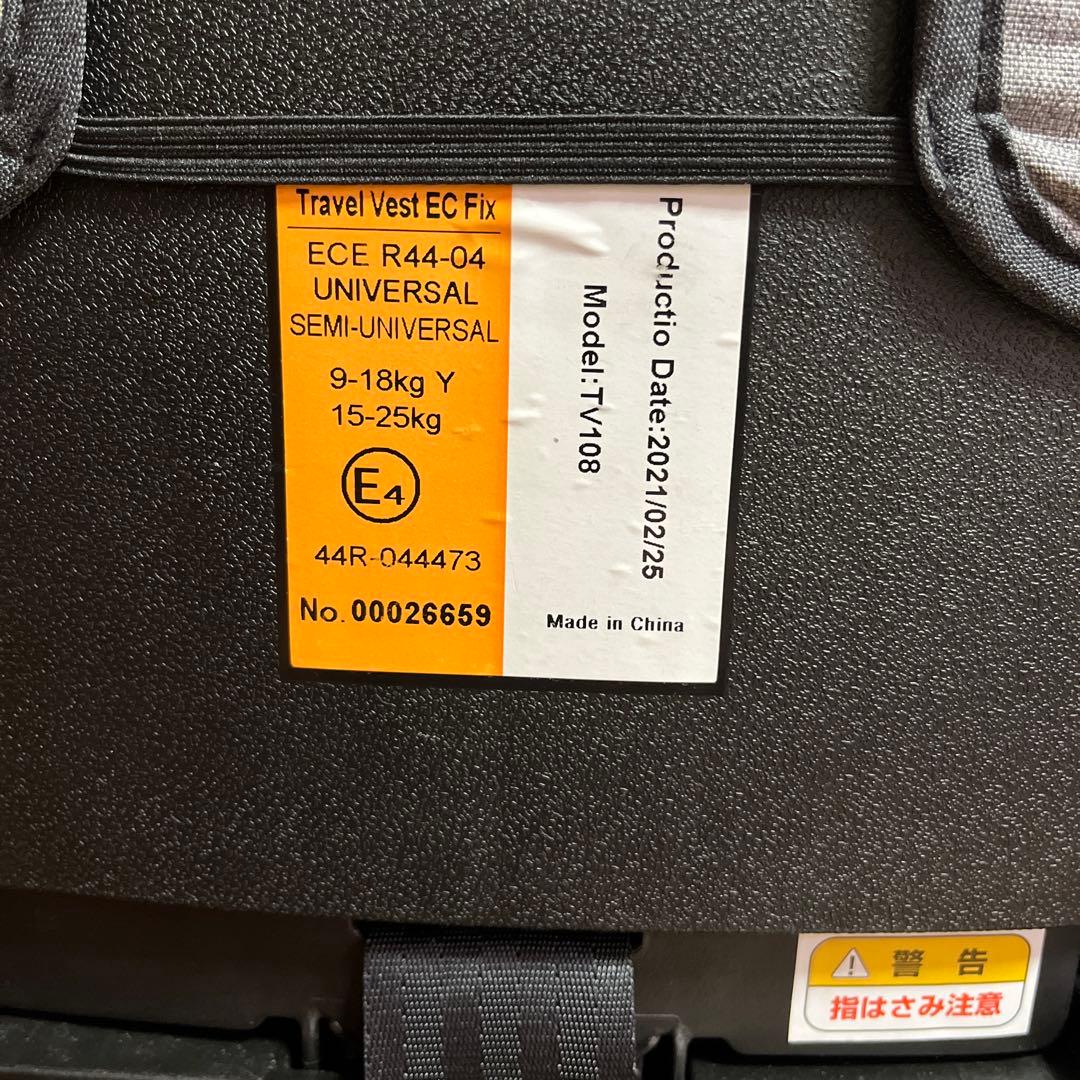 Travel Vest EC Fix
ECE R44-04
UNIVERSAL
SEMI-UNIVERSAL
9-18kg Y
15-25kg
E4
44R-044473
No. 00026659
Productio Date:2021/02/25
Model:TV108
Made in China
警告
指はさみ注意